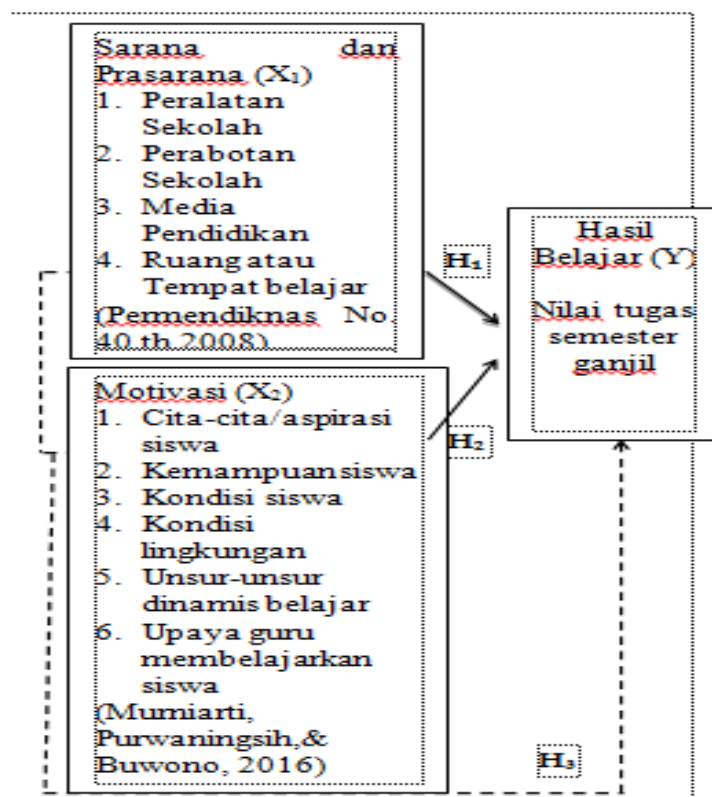 Sarana dan
Prasarana (X₁)
1. Peralatan
Sekolah
2. Perabotan
Sekolah
3. Media
Pendidikan
4. Ruang atau
Tempat belajar
(Permendiknas No.
40 th 2008)
H₁
Hasil
Belajar (Y)
Nilai tugas
semester
ganjil
Motivasi (X₂)
1. Cita-cita/aspirasi
siswa
2. Kemampuan siswa
3. Kondisi siswa
4. Kondisi
lingkungan
5. Unsur-unsur
dinamis belajar
6. Upaya guru
membelajarkan
siswa
(Murniarti,
Purwaningsih,&
Buwono, 2016)
H₂
H₃